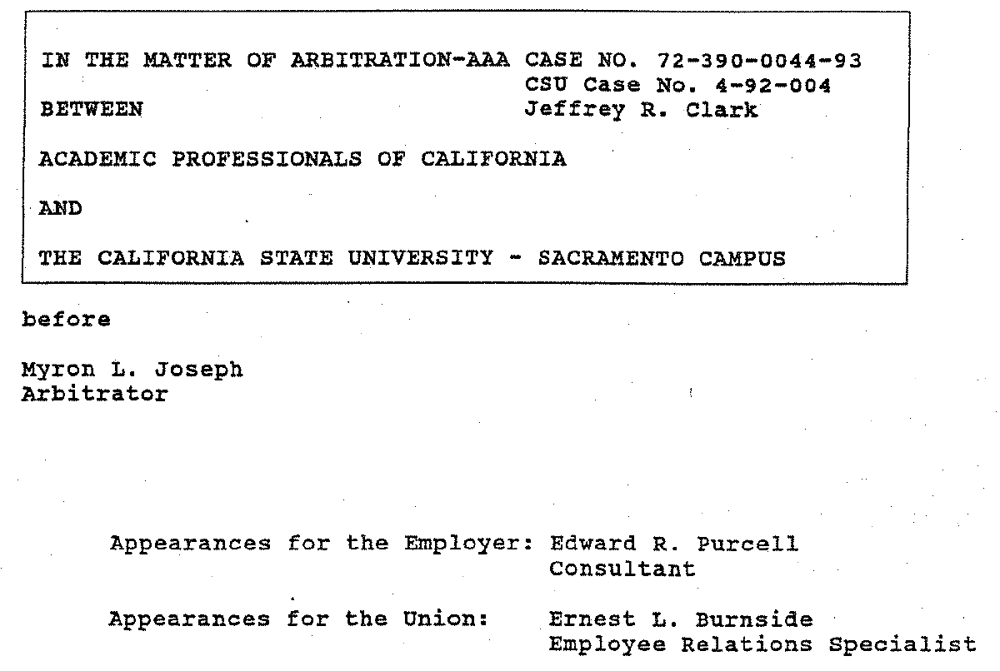 IN THE MATTER OF ARBITRATION-AAA CASE NO. 72-390-0044-93
CSU Case No. 4-92-004
BETWEEN Jeffrey R. Clark
ACADEMIC PROFESSIONALS OF CALIFORNIA
AND
THE CALIFORNIA STATE UNIVERSITY - SACRAMENTO CAMPUS
before
Myron L. Joseph
Arbitrator
Appearances for the Employer: Edward R. Purcell
Consultant
Appearances for the Union: Ernest L. Burnside
Employee Relations Specialist